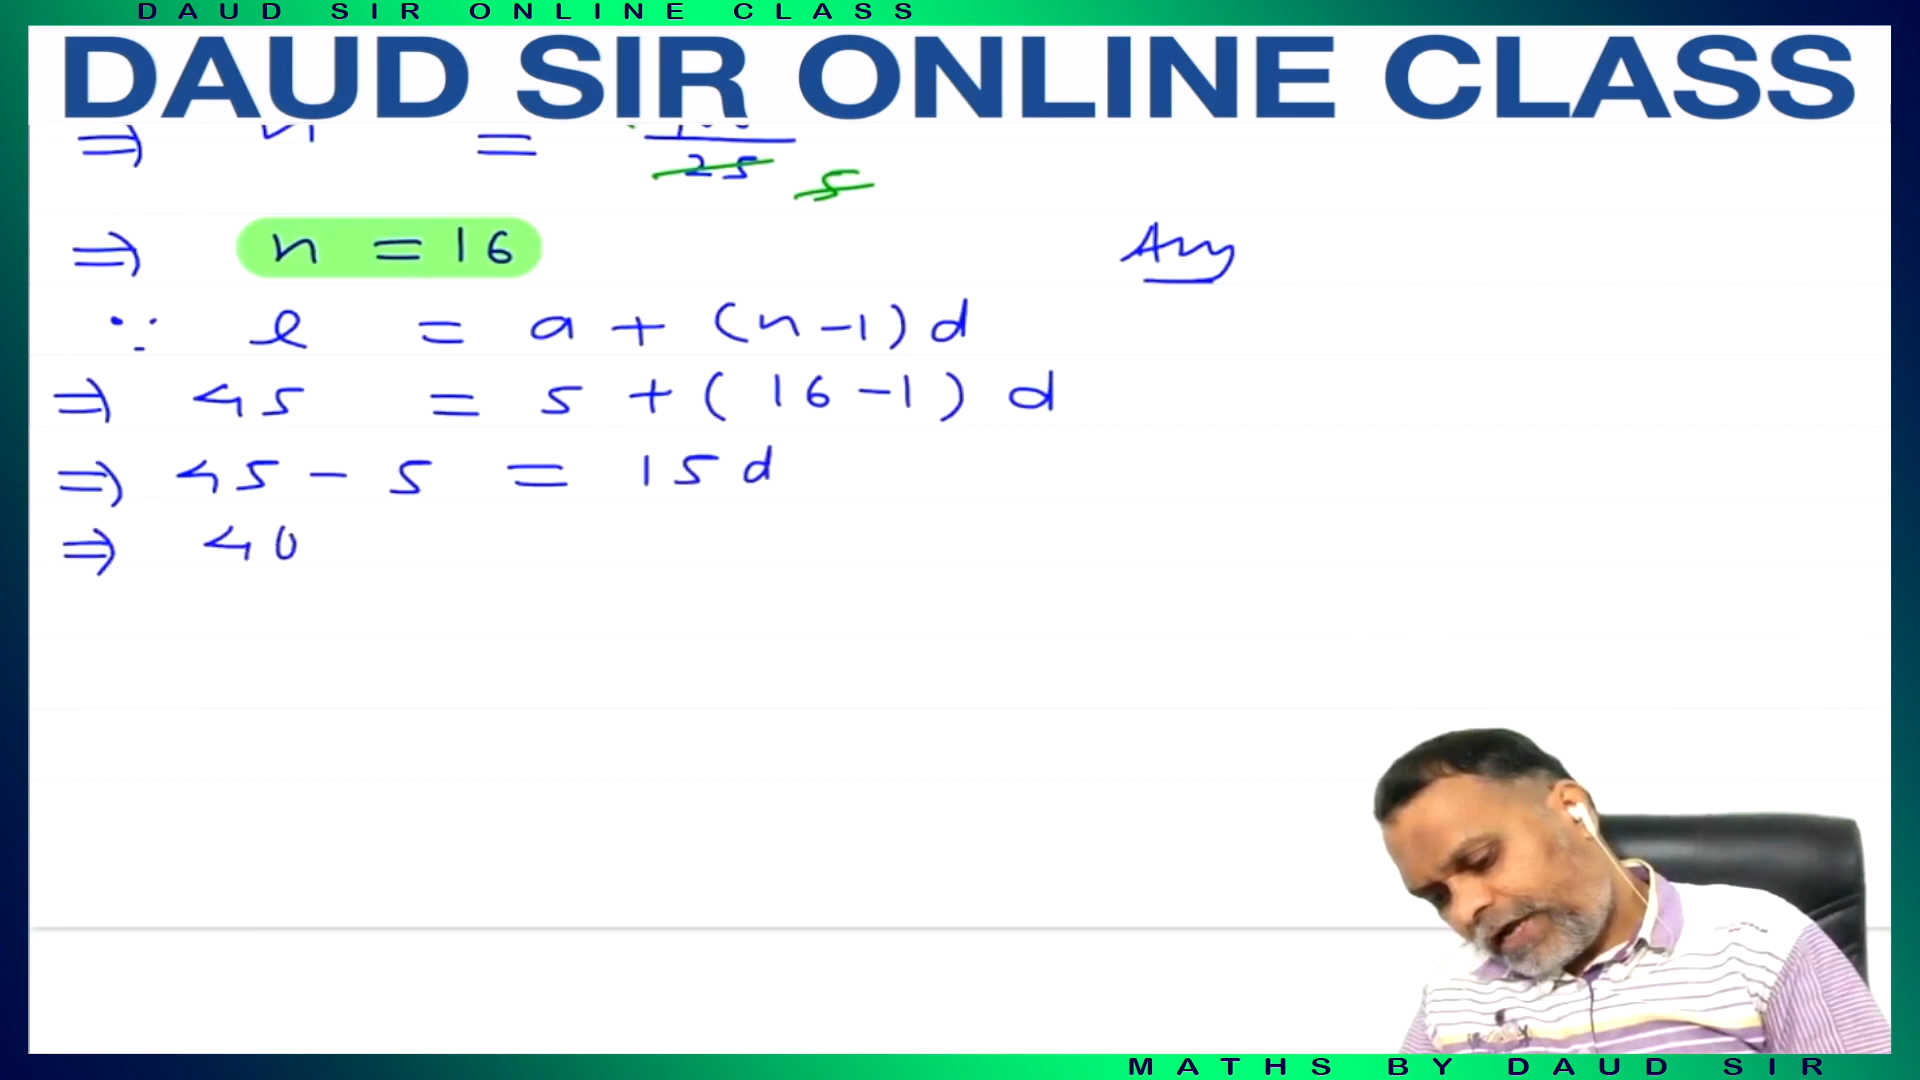 DAUD SIR ONLINE CLASS
DAUD SIR ONLINE CLASS
⇒ n =
25 5
⇒ n = 16 Ans
∵ l = a + (n-1)d
⇒ 45 = 5 + (16-1) d
⇒ 45 - 5 = 15d
⇒ 40
MATHS BY DAUD SIR